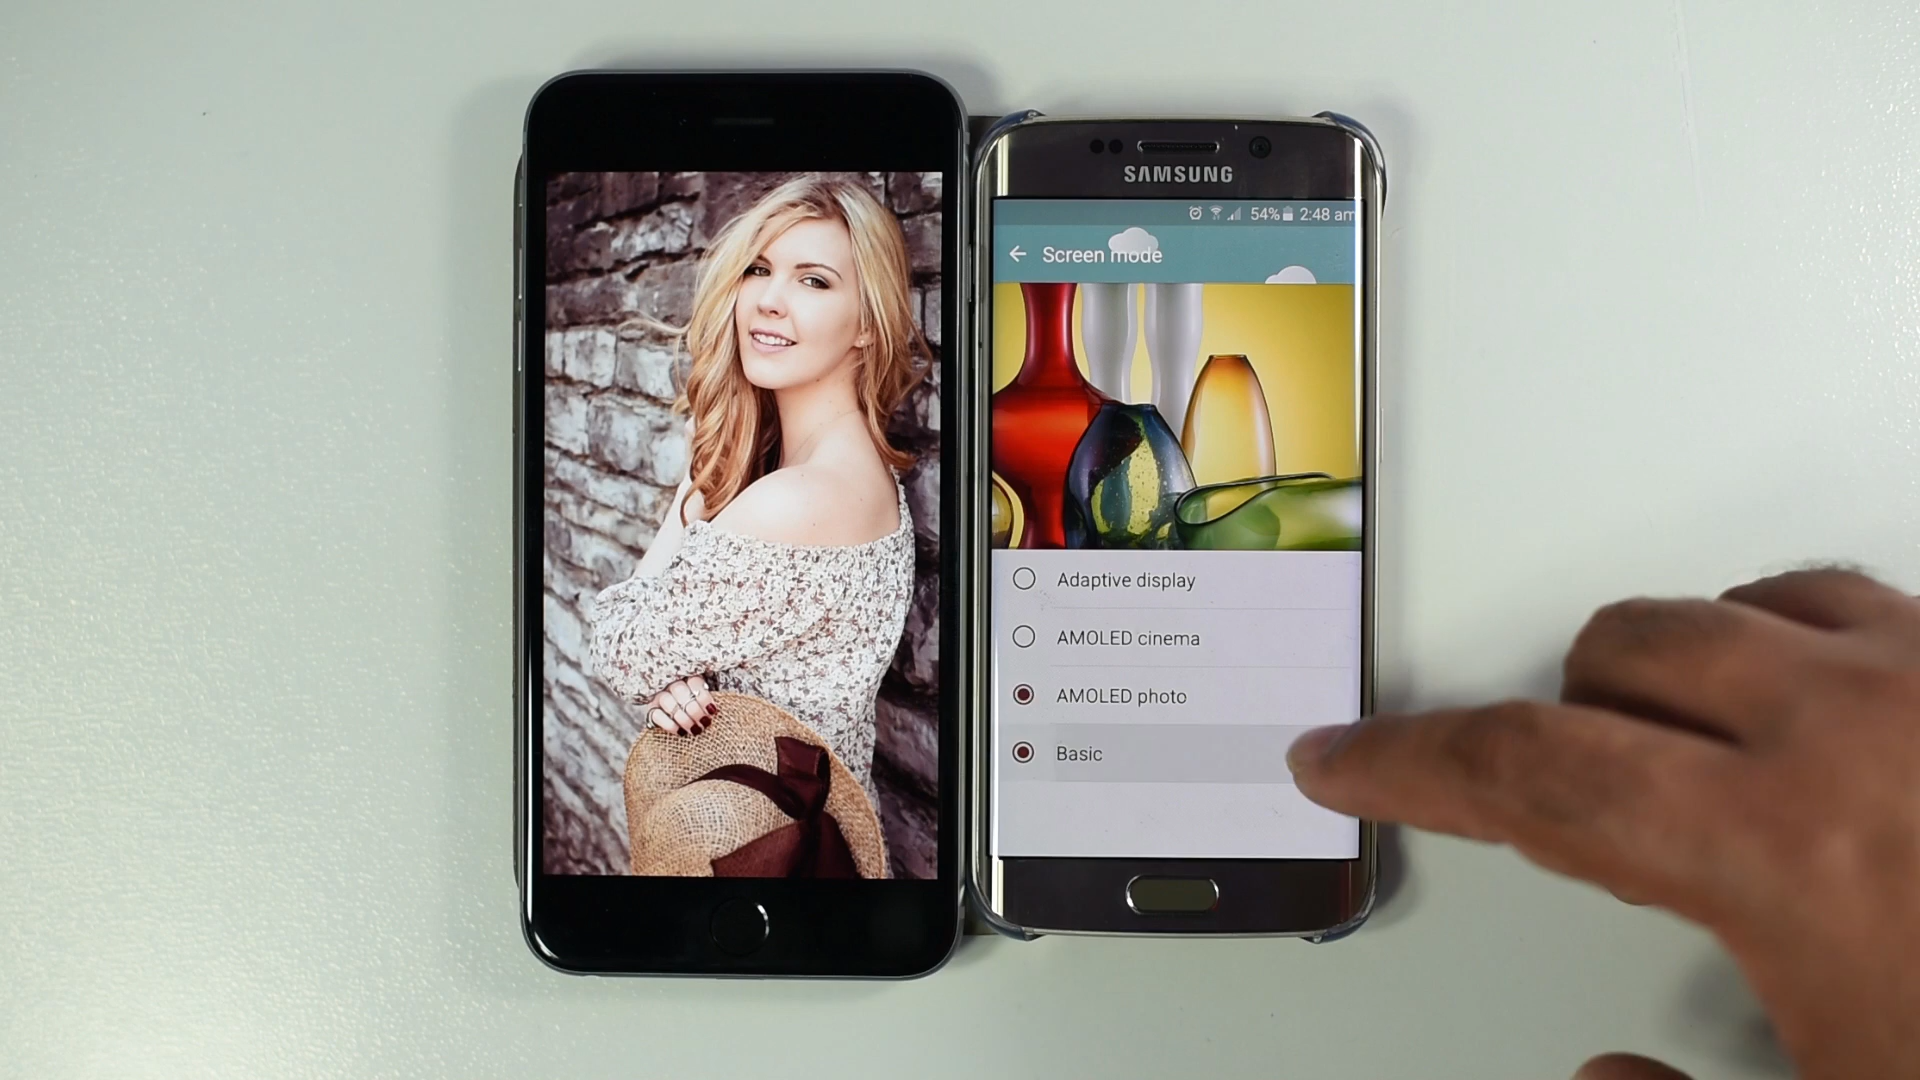 SAMSUNG
54% 2:48 am
Screen mode
Adaptive display
AMOLED cinema
AMOLED photo
Basic